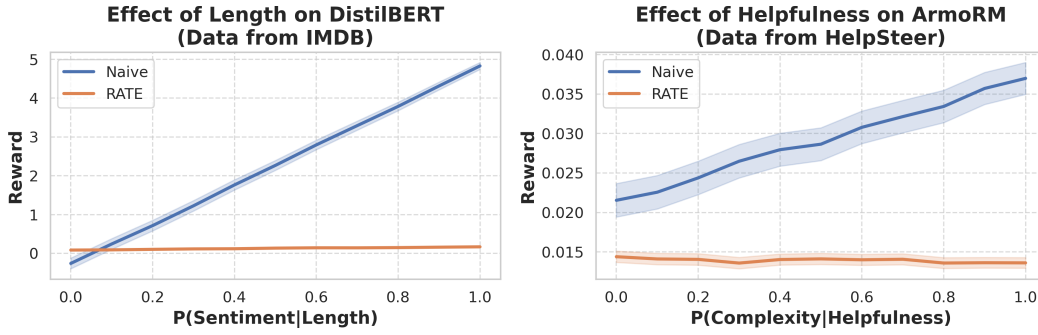 Effect of Length on DistilBERT
(Data from IMDB)
5
4
3
2
1
0
Reward
Naive
RATE
0.0 0.2 0.4 0.6 0.8 1.0
P(Sentiment|Length)
Effect of Helpfulness on ArmoRM
(Data from HelpSteer)
0.040
0.035
0.030
0.025
0.020
0.015
Reward
Naive
RATE
0.0 0.2 0.4 0.6 0.8 1.0
P(Complexity|Helpfulness)